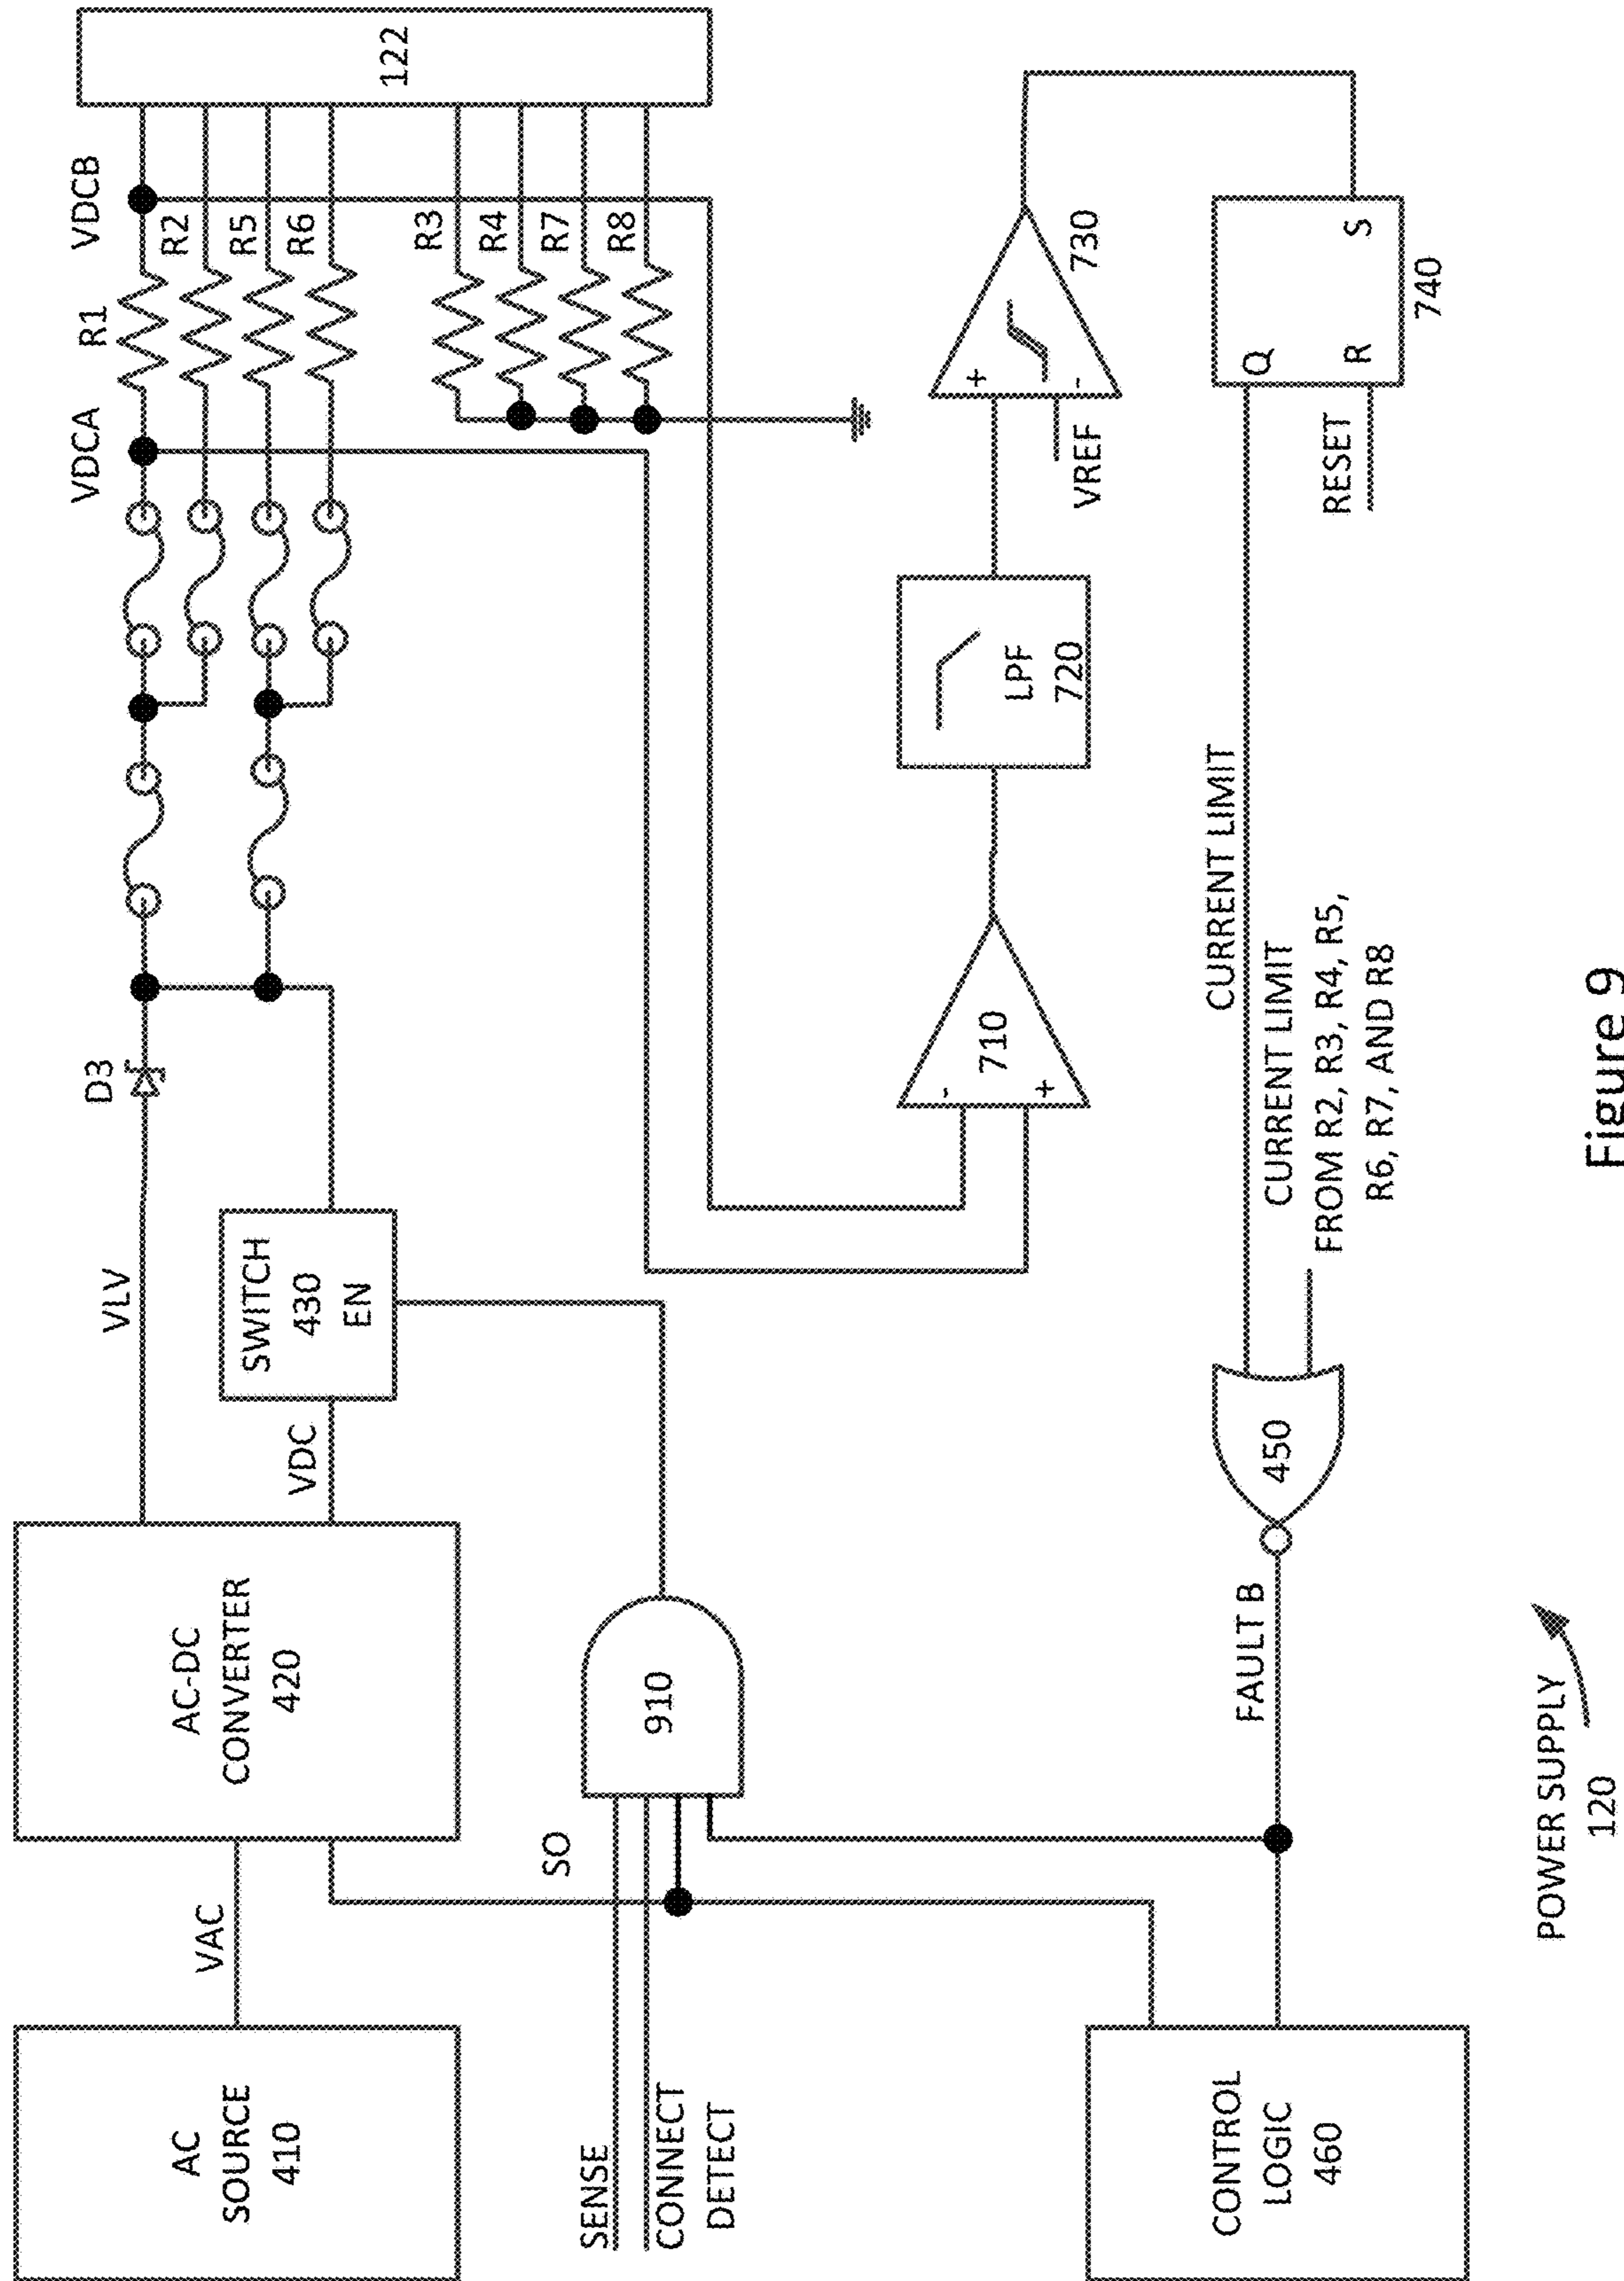 AC
SOURCE
410
VAC
AC-DC
CONVERTER
420
VLV
VDC
SWITCH
430
EN
D3
VDCA
R1
VDCB
R2
R5
R6
R3
R4
R7
R8
122
SENSE
CONNECT
DETECT
SO
910
710
-
+
LPF
720
+
-
VREF
730
CONTROL
LOGIC
460
FAULT B
450
CURRENT LIMIT
CURRENT LIMIT
FROM R2, R3, R4, R5,
R6, R7, AND R8
RESET
Q
R
S
740
POWER SUPPLY
120
Figure 9